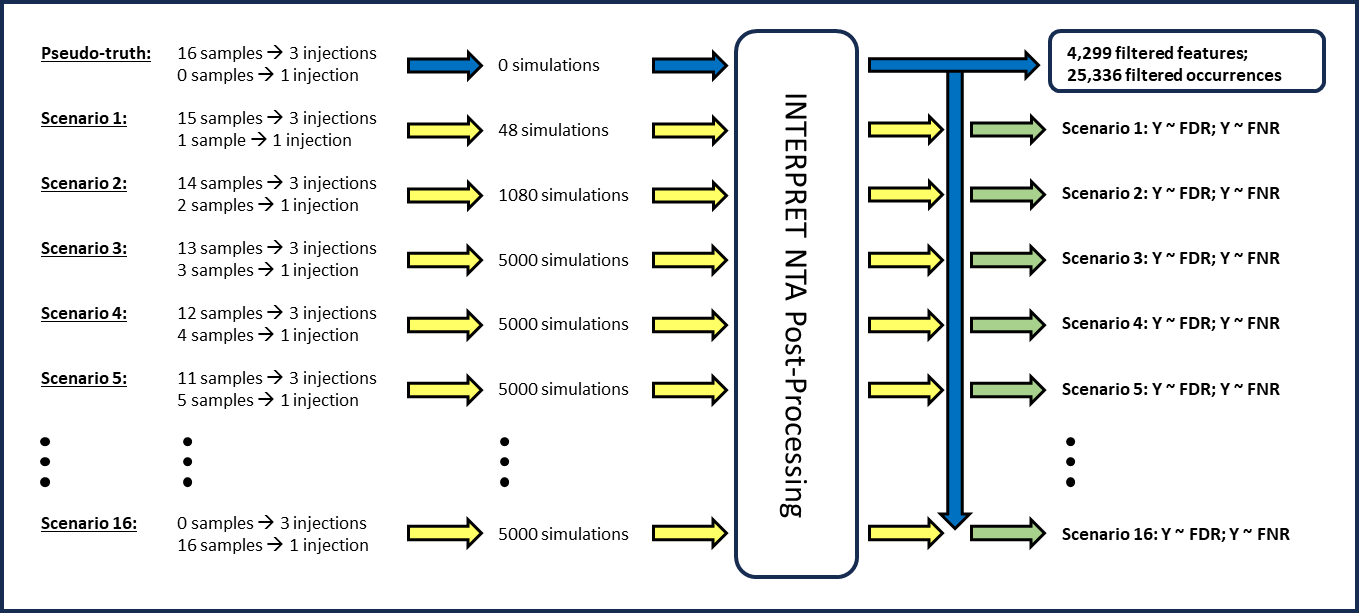 Pseudo-truth:
16 samples → 3 injections
0 samples → 1 injection
0 simulations
4,299 filtered features;
25,336 filtered occurrences
Scenario 1:
15 samples → 3 injections
1 sample → 1 injection
48 simulations
Scenario 1: Y ~ FDR; Y ~ FNR
Scenario 2:
14 samples → 3 injections
2 samples → 1 injection
1080 simulations
Scenario 2: Y ~ FDR; Y ~ FNR
Scenario 3:
13 samples → 3 injections
3 samples → 1 injection
5000 simulations
Scenario 3: Y ~ FDR; Y ~ FNR
Scenario 4:
12 samples → 3 injections
4 samples → 1 injection
5000 simulations
Scenario 4: Y ~ FDR; Y ~ FNR
Scenario 5:
11 samples → 3 injections
5 samples → 1 injection
5000 simulations
Scenario 5: Y ~ FDR; Y ~ FNR
Scenario 16:
0 samples → 3 injections
16 samples → 1 injection
5000 simulations
Scenario 16: Y ~ FDR; Y ~ FNR
INTERPRET NTA Post-Processing